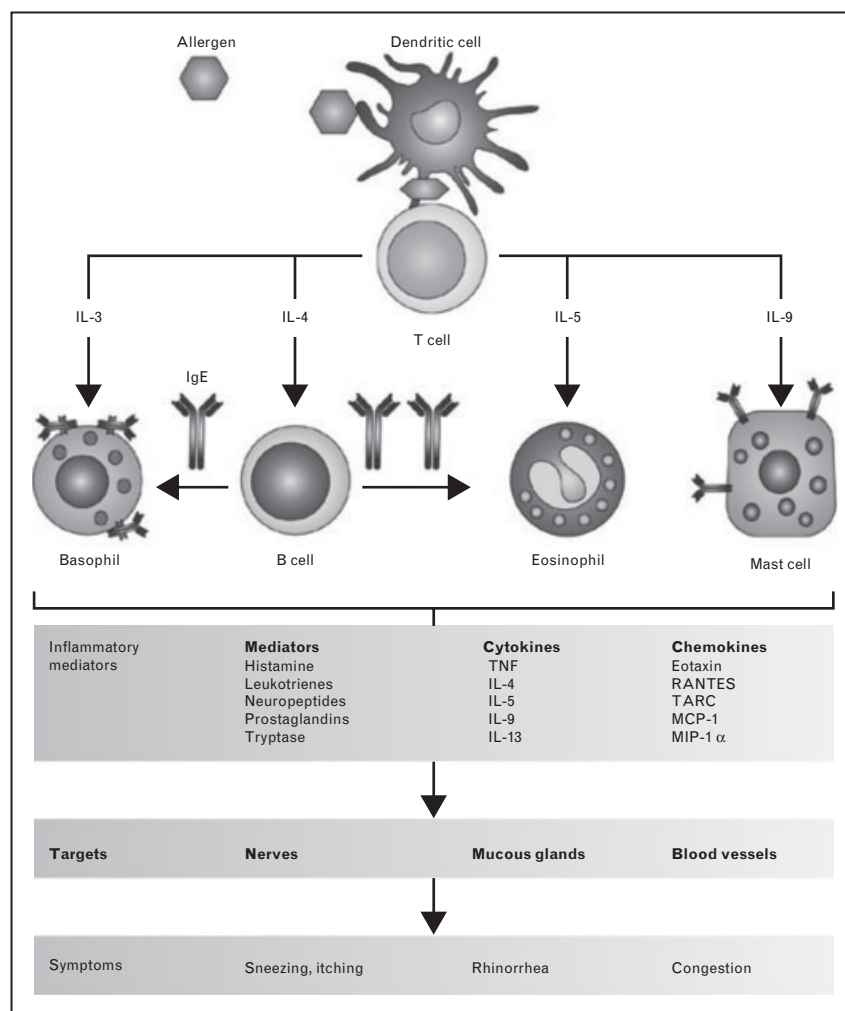 Allergen
Dendritic cell
IL-3
IL-4
IL-5
IL-9
T cell
IgE
Basophil
B cell
Eosinophil
Mast cell
Inflammatory mediators
Mediators
Histamine
Leukotrienes
Neuropeptides
Prostaglandins
Tryptase
Cytokines
TNF
IL-4
IL-5
IL-9
IL-13
Chemokines
Eotaxin
RANTES
TARC
MCP-1
MIP-1 α
Targets
Nerves
Mucous glands
Blood vessels
Symptoms
Sneezing, itching
Rhinorrhea
Congestion